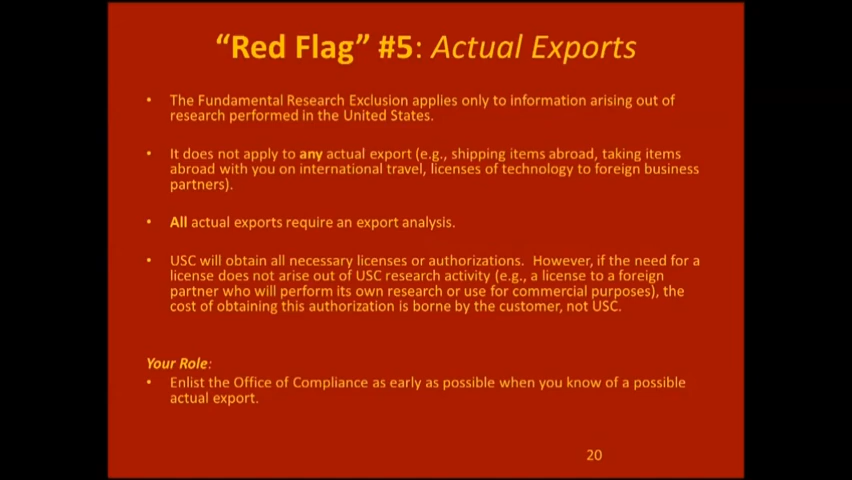 “Red Flag” #5: Actual Exports
• The Fundamental Research Exclusion applies only to information arising out of
research performed in the United States.
• It does not apply to any actual export (e.g., shipping items abroad, taking items
abroad with you on international travel, licenses of technology to foreign business
partners).
• All actual exports require an export analysis.
• USC will obtain all necessary licenses or authorizations.  However, if the need for a
license does not arise out of USC research activity (e.g., a license to a foreign
partner who will perform its own research or use for commercial purposes), the
cost of obtaining this authorization is borne by the customer, not USC.
Your Role:
• Enlist the Office of Compliance as early as possible when you know of a possible
actual export.
20